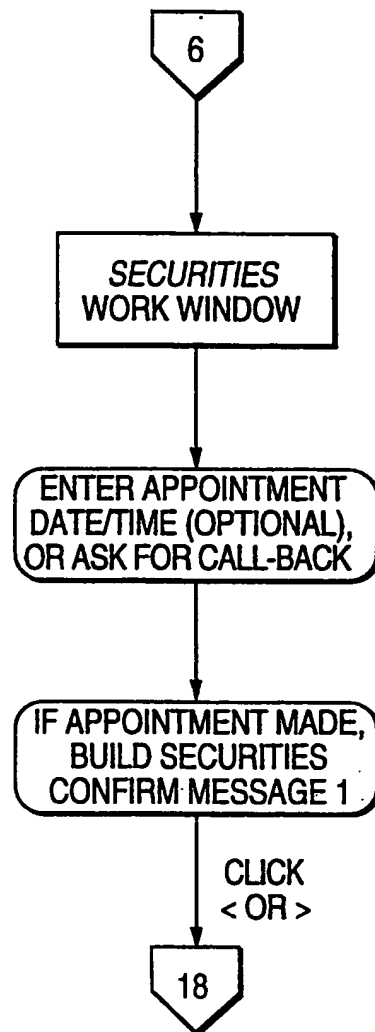 6
SECURITIES
WORK WINDOW
ENTER APPOINTMENT
DATE/TIME (OPTIONAL),
OR ASK FOR CALL-BACK
IF APPOINTMENT MADE,
BUILD SECURITIES
CONFIRM MESSAGE 1
CLICK
< OR >
18